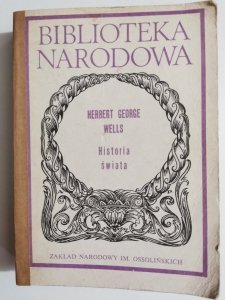 BIBLIOTEKA
NARODOWA
HERBERT GEORGE
WELLS
Historia
świata
ZAKŁAD NARODOWY IM. OSSOLIŃSKICH